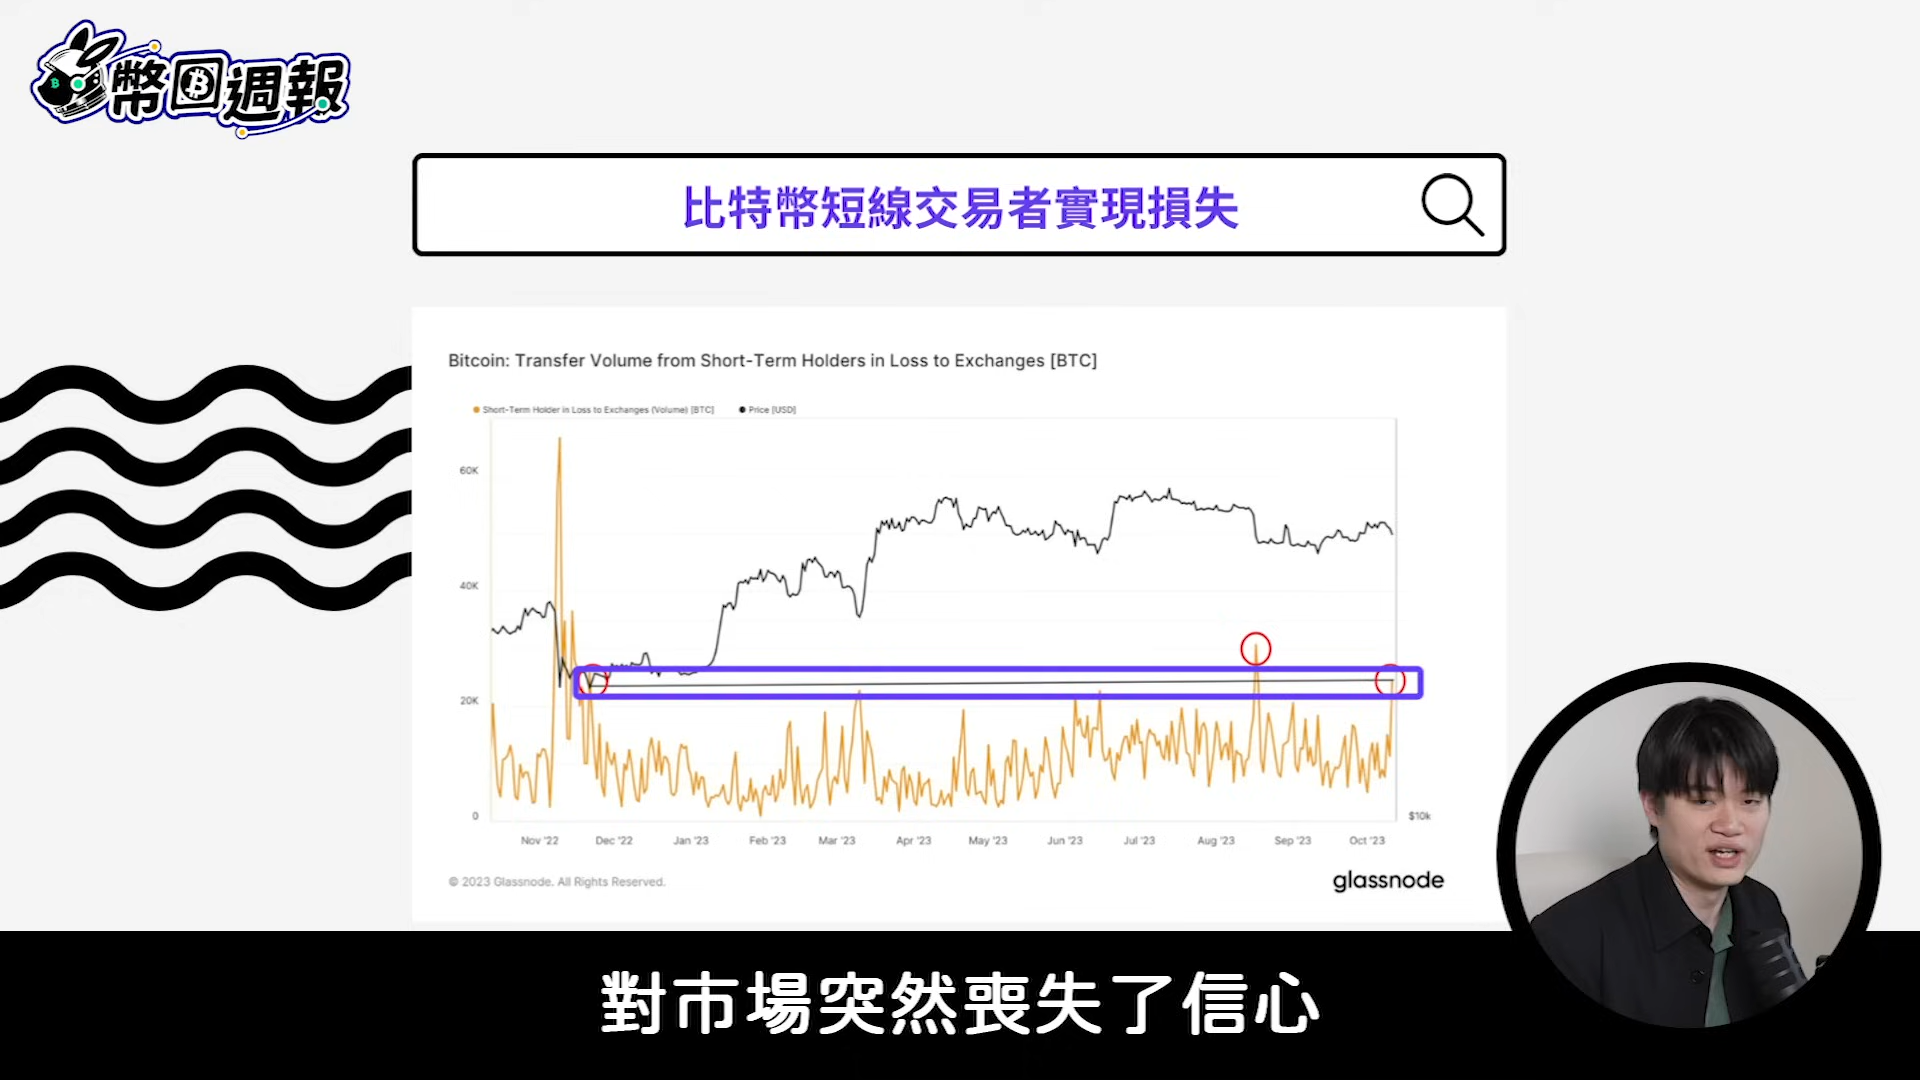 幣回週報
比特幣短線交易者實現損失
Bitcoin: Transfer Volume from Short-Term Holders in Loss to Exchanges [BTC]
Short-Term Holder in Loss to Exchanges (Volume) [BTC]
Price [USD]
60K
40K
20K
0
$10k
Nov '22
Dec '22
Jan '23
Feb '23
Mar '23
Apr '23
May '23
Jun '23
Jul '23
Aug '23
Sep '23
Oct '23
© 2023 Glassnode. All Rights Reserved.
glassnode
對市場突然喪失了信心